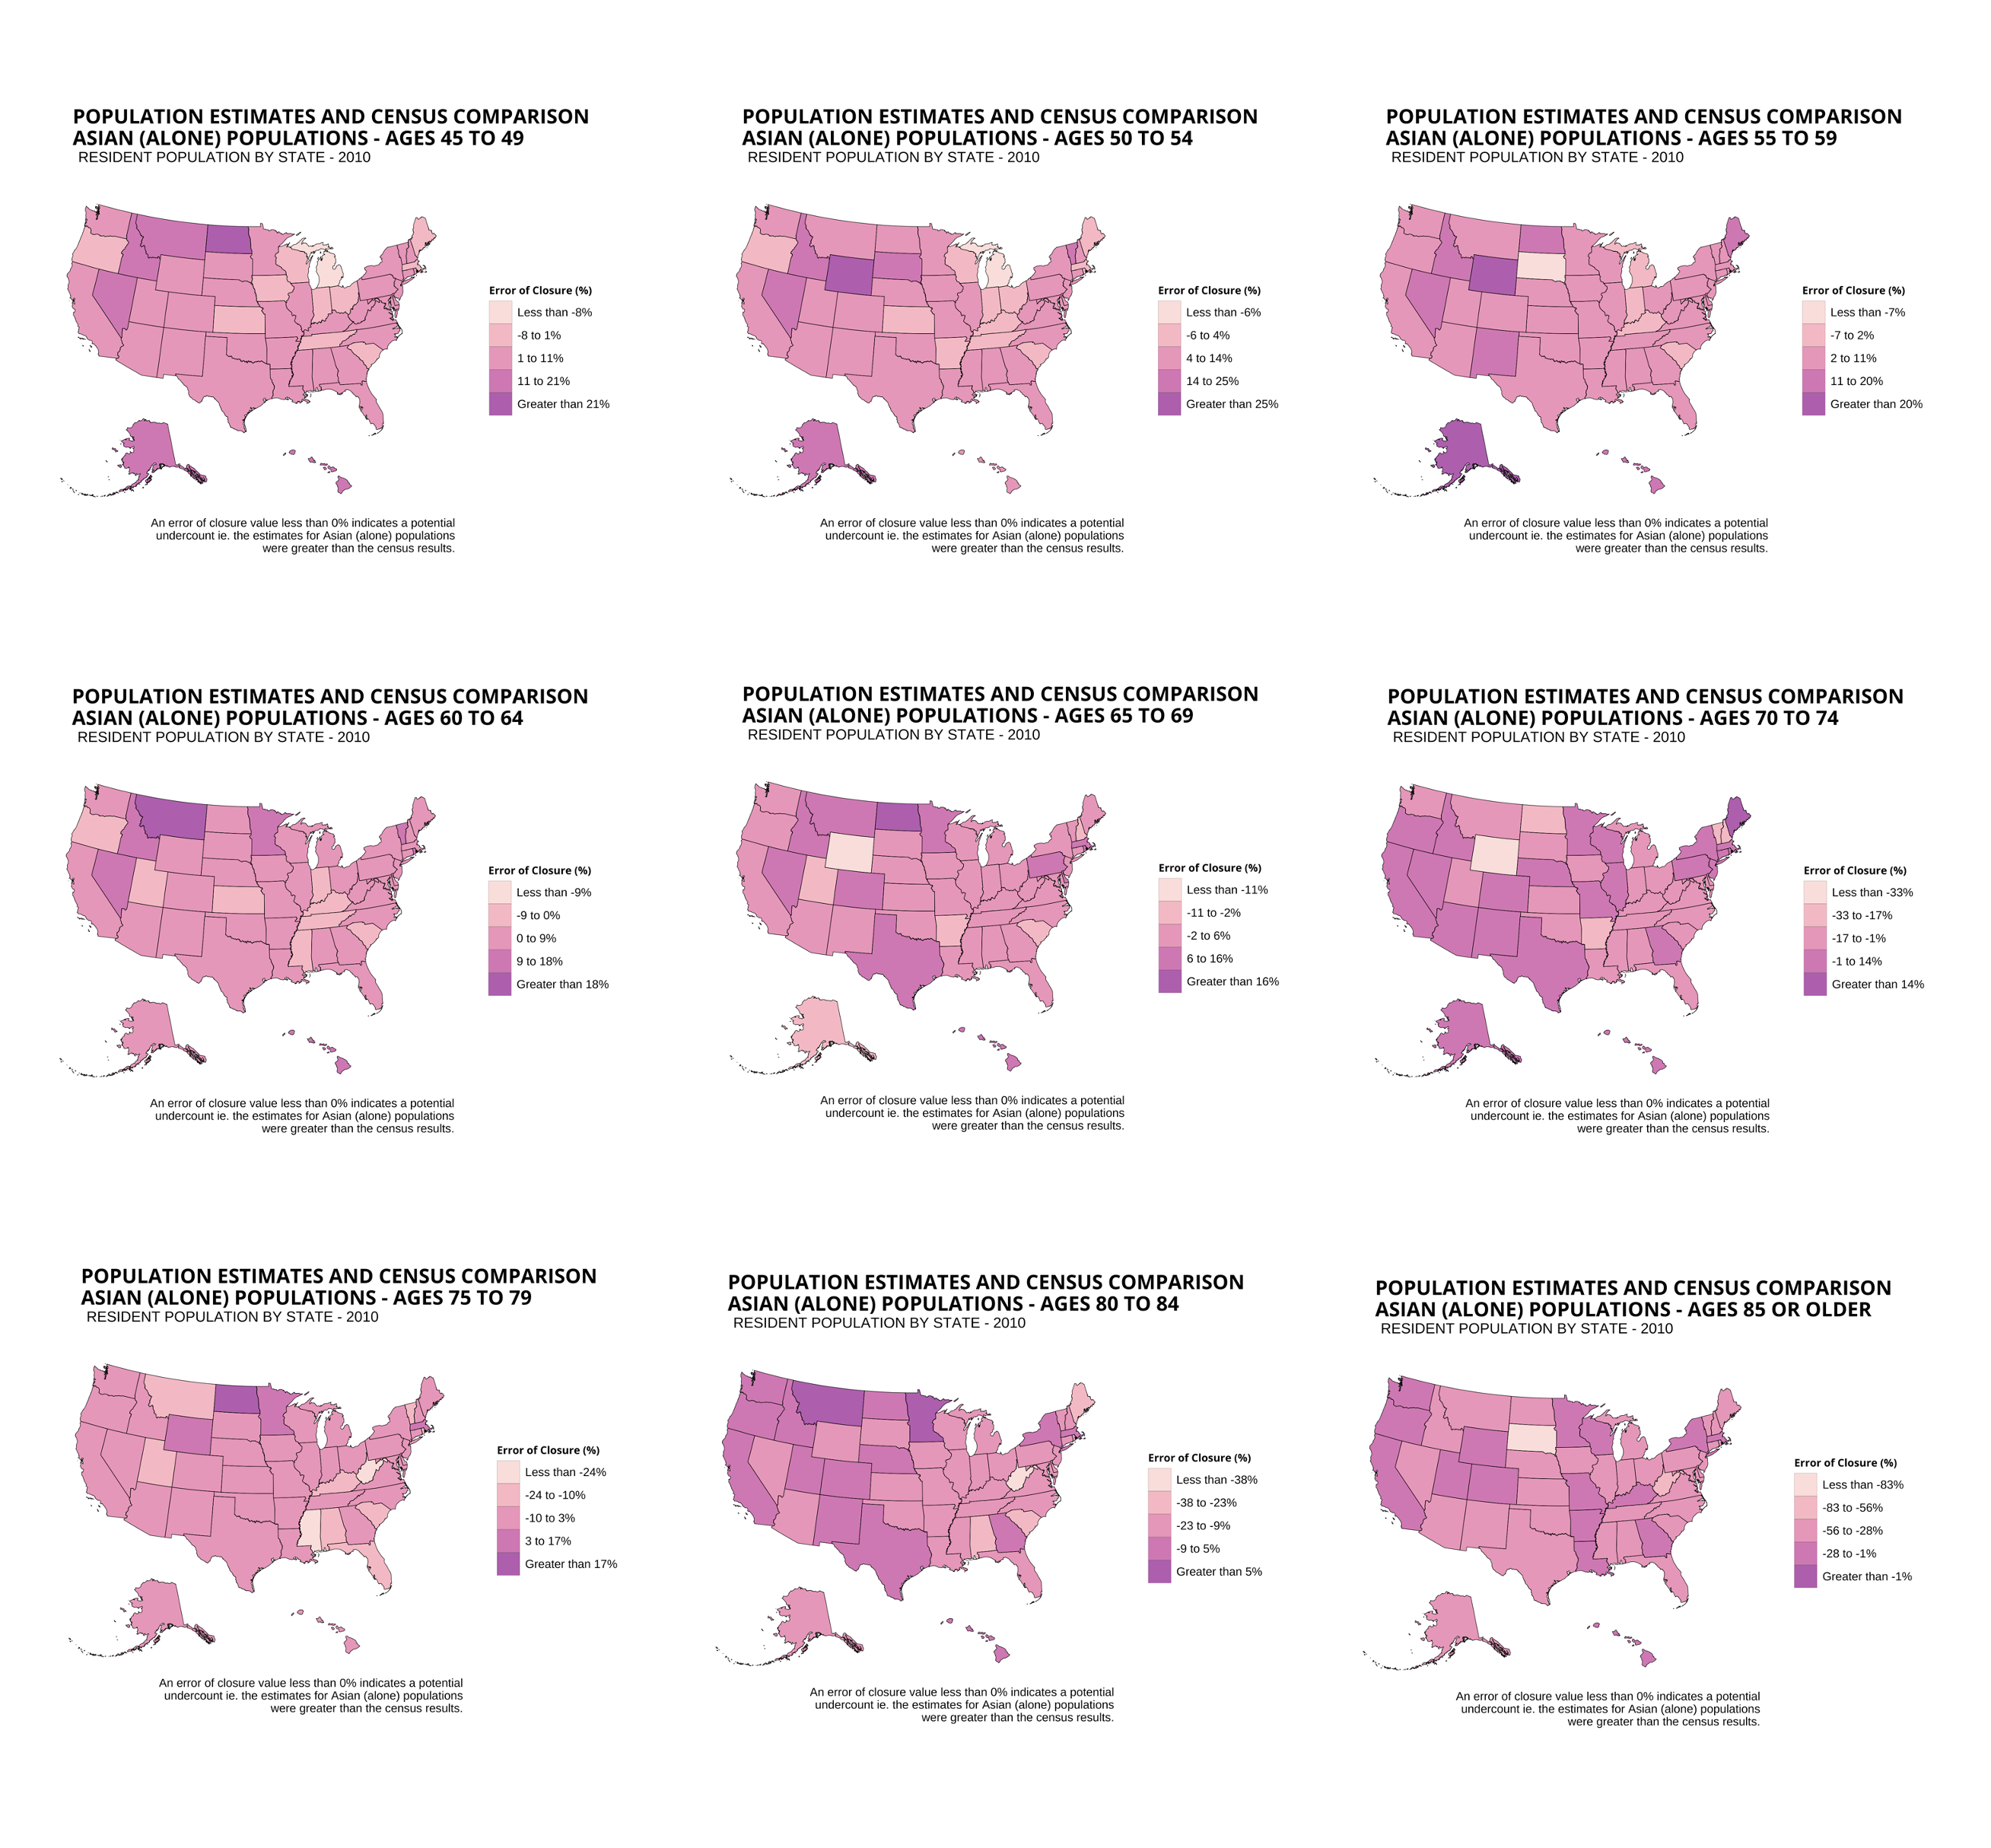 POPULATION ESTIMATES AND CENSUS COMPARISON
ASIAN (ALONE) POPULATIONS - AGES 45 TO 49
RESIDENT POPULATION BY STATE - 2010
Error of Closure (%)
Less than -8%
-8 to 1%
1 to 11%
11 to 21%
Greater than 21%
An error of closure value less than 0% indicates a potential
undercount ie. the estimates for Asian (alone) populations
were greater than the census results.
POPULATION ESTIMATES AND CENSUS COMPARISON
ASIAN (ALONE) POPULATIONS - AGES 50 TO 54
RESIDENT POPULATION BY STATE - 2010
Error of Closure (%)
Less than -6%
-6 to 4%
4 to 14%
14 to 25%
Greater than 25%
An error of closure value less than 0% indicates a potential
undercount ie. the estimates for Asian (alone) populations
were greater than the census results.
POPULATION ESTIMATES AND CENSUS COMPARISON
ASIAN (ALONE) POPULATIONS - AGES 55 TO 59
RESIDENT POPULATION BY STATE - 2010
Error of Closure (%)
Less than -7%
-7 to 2%
2 to 11%
11 to 20%
Greater than 20%
An error of closure value less than 0% indicates a potential
undercount ie. the estimates for Asian (alone) populations
were greater than the census results.
POPULATION ESTIMATES AND CENSUS COMPARISON
ASIAN (ALONE) POPULATIONS - AGES 60 TO 64
RESIDENT POPULATION BY STATE - 2010
Error of Closure (%)
Less than -9%
-9 to 0%
0 to 9%
9 to 18%
Greater than 18%
An error of closure value less than 0% indicates a potential
undercount ie. the estimates for Asian (alone) populations
were greater than the census results.
POPULATION ESTIMATES AND CENSUS COMPARISON
ASIAN (ALONE) POPULATIONS - AGES 65 TO 69
RESIDENT POPULATION BY STATE - 2010
Error of Closure (%)
Less than -11%
-11 to -2%
-2 to 6%
6 to 16%
Greater than 16%
An error of closure value less than 0% indicates a potential
undercount ie. the estimates for Asian (alone) populations
were greater than the census results.
POPULATION ESTIMATES AND CENSUS COMPARISON
ASIAN (ALONE) POPULATIONS - AGES 70 TO 74
RESIDENT POPULATION BY STATE - 2010
Error of Closure (%)
Less than -33%
-33 to -17%
-17 to -1%
-1 to 14%
Greater than 14%
An error of closure value less than 0% indicates a potential
undercount ie. the estimates for Asian (alone) populations
were greater than the census results.
POPULATION ESTIMATES AND CENSUS COMPARISON
ASIAN (ALONE) POPULATIONS - AGES 75 TO 79
RESIDENT POPULATION BY STATE - 2010
Error of Closure (%)
Less than -24%
-24 to -10%
-10 to 3%
3 to 17%
Greater than 17%
An error of closure value less than 0% indicates a potential
undercount ie. the estimates for Asian (alone) populations
were greater than the census results.
POPULATION ESTIMATES AND CENSUS COMPARISON
ASIAN (ALONE) POPULATIONS - AGES 80 TO 84
RESIDENT POPULATION BY STATE - 2010
Error of Closure (%)
Less than -38%
-38 to -23%
-23 to -9%
-9 to 5%
Greater than 5%
An error of closure value less than 0% indicates a potential
undercount ie. the estimates for Asian (alone) populations
were greater than the census results.
POPULATION ESTIMATES AND CENSUS COMPARISON
ASIAN (ALONE) POPULATIONS - AGES 85 OR OLDER
RESIDENT POPULATION BY STATE - 2010
Error of Closure (%)
Less than -83%
-83 to -56%
-56 to -28%
-28 to -1%
Greater than -1%
An error of closure value less than 0% indicates a potential
undercount ie. the estimates for Asian (alone) populations
were greater than the census results.